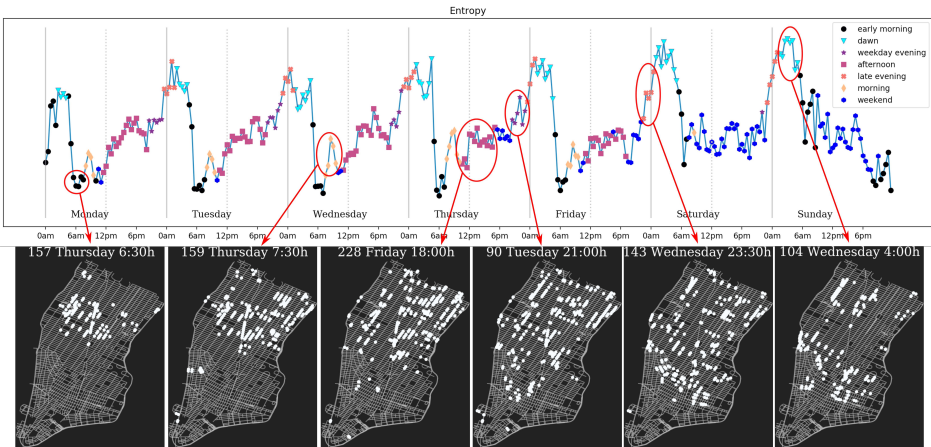 Entropy
early morning
dawn
weekday evening
afternoon
late evening
morning
weekend
Monday Tuesday Wednesday Thursday Friday Saturday Sunday
0am 6am 12pm 6pm 0am 6am 12pm 6pm 0am 6am 12pm 6pm 0am 6am 12pm 6pm 0am 6am 12pm 6pm 0am 6am 12pm 6pm 0am 6am 12pm 6pm
157 Thursday 6:30h 159 Thursday 7:30h 228 Friday 18:00h 90 Tuesday 21:00h 143 Wednesday 23:30h 104 Wednesday 4:00h